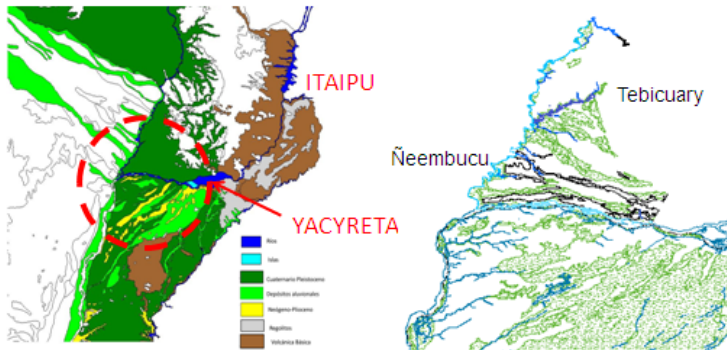 ITAIPU
YACYRETA
Ríos
Islas
Cuaternario Pleistoceno
Depósitos aluvionales
Neógeno Plioceno
Regolitos
Volcánica Básica
Tebicuary
Ñeembucu